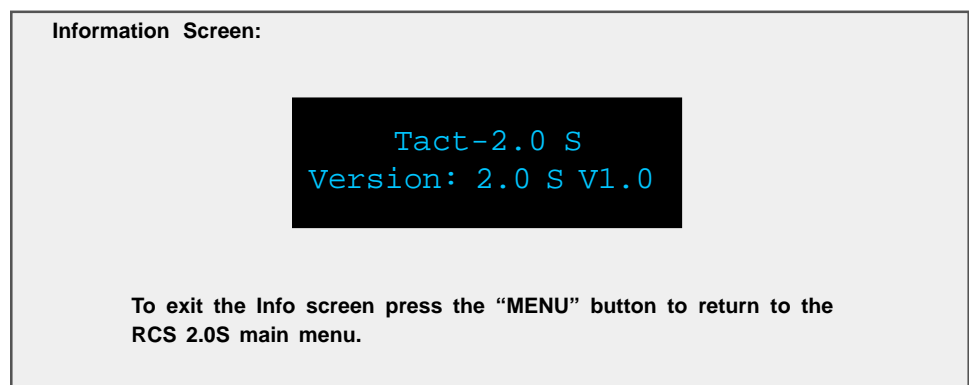 Information Screen:
Tact-2.0 S
Version: 2.0 S V1.0
To exit the Info screen press the “MENU” button to return to the
RCS 2.0S main menu.